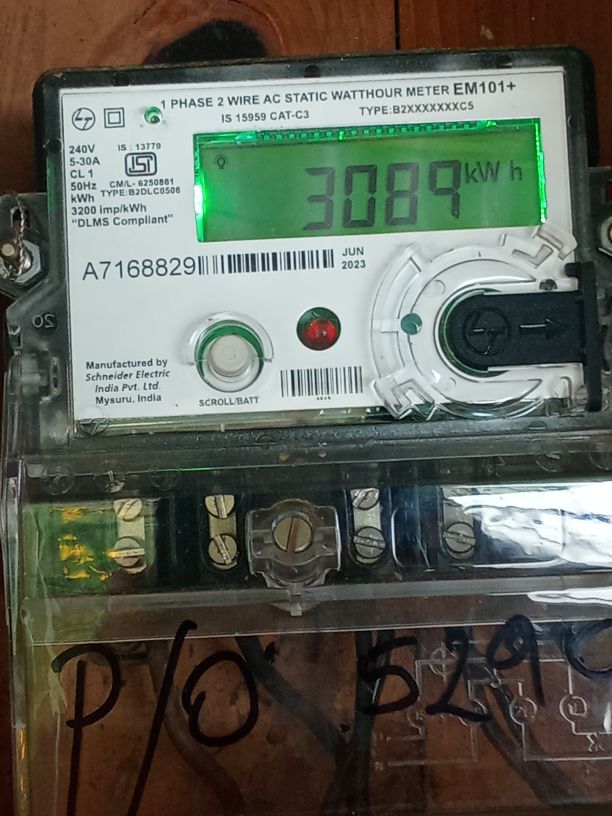 1 PHASE 2 WIRE AC STATIC WATTHOUR METER EM101+
IS 15959 CAT-C3 TYPE:B2XXXXXXXC5
240V
5-30A
CL 1
50Hz
kWh
3200 imp/kWh
"DLMS Compliant"
IS : 13779
ISI
CM/L- 6250861
TYPE:B2DLC0506
3089 kW h
A7168829
JUN
2023
Manufactured by
Schneider Electric
India Pvt. Ltd.
Mysuru, India
SCROLL/BATT
P/O 529